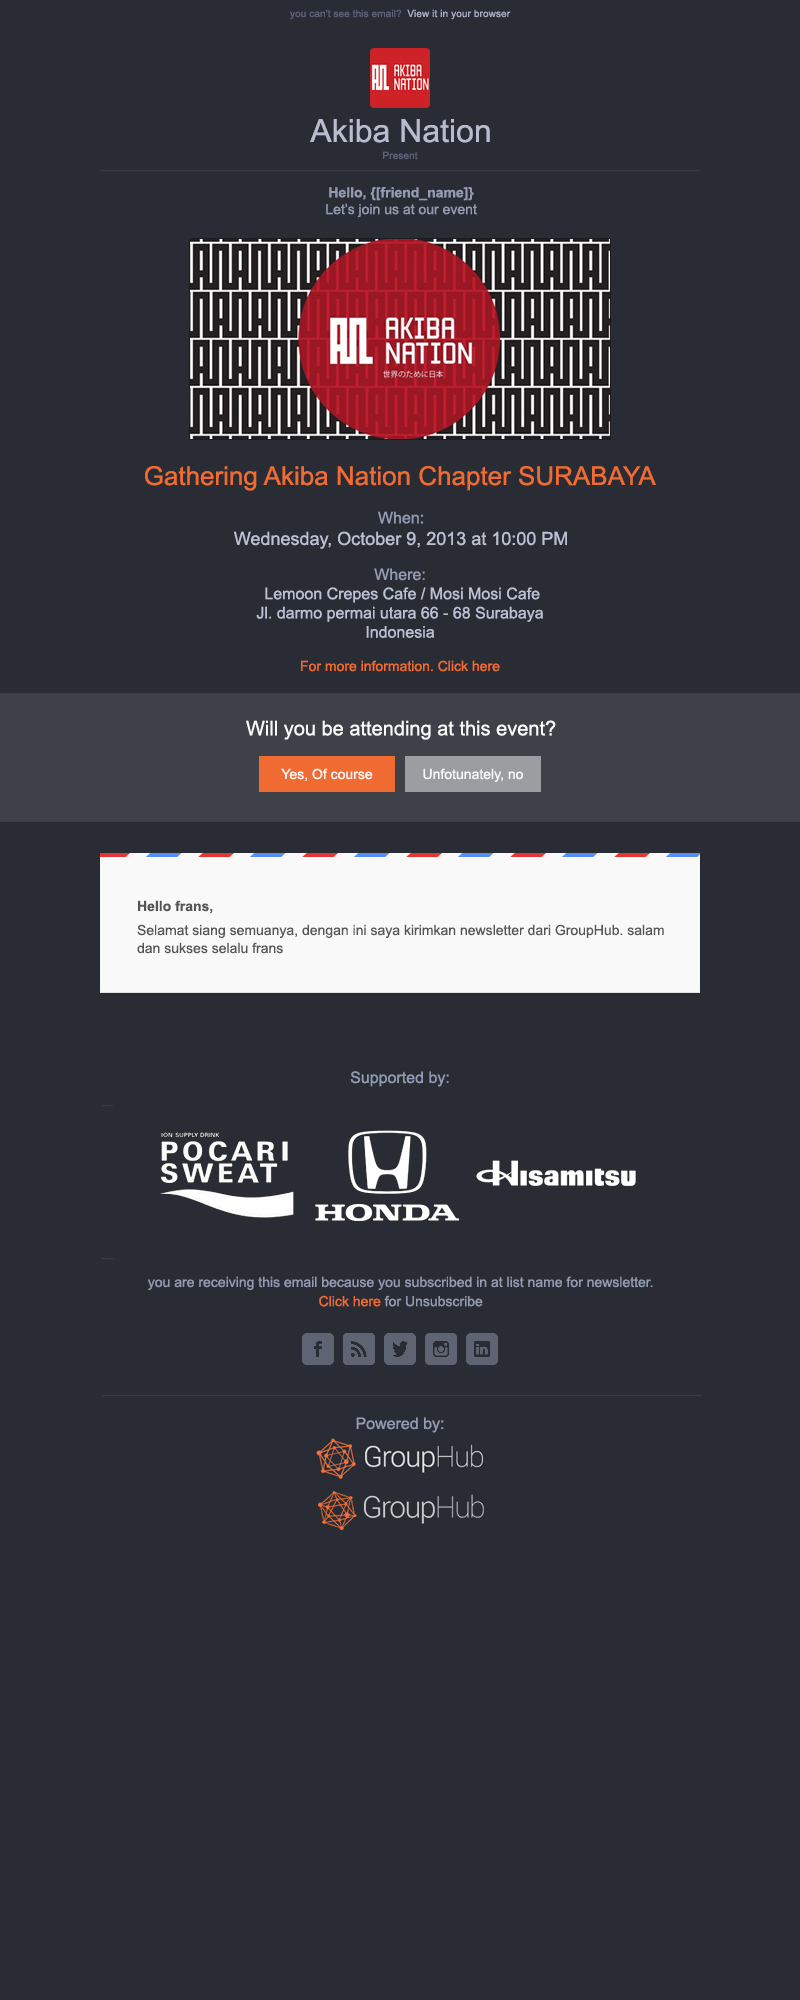 you can't see this email? View it in your browser
AKIBA
NATION
Akiba Nation
Present
Hello, {[friend_name]}
Let's join us at our event
AKIBA
NATION
世界のために日本
Gathering Akiba Nation Chapter SURABAYA
When:
Wednesday, October 9, 2013 at 10:00 PM
Where:
Lemoon Crepes Cafe / Mosi Mosi Cafe
Jl. darmo permai utara 66 - 68 Surabaya
Indonesia
For more information. Click here
Will you be attending at this event?
Yes, Of course Unfotunately, no
Hello frans,
Selamat siang semuanya, dengan ini saya kirimkan newsletter dari GroupHub. salam
dan sukses selalu frans
Supported by:
ION SUPPLY DRINK
POCARI
SWEAT
HONDA
Hisamitsu
you are receiving this email because you subscribed in at list name for newsletter.
Click here for Unsubscribe
Powered by:
GroupHub
GroupHub